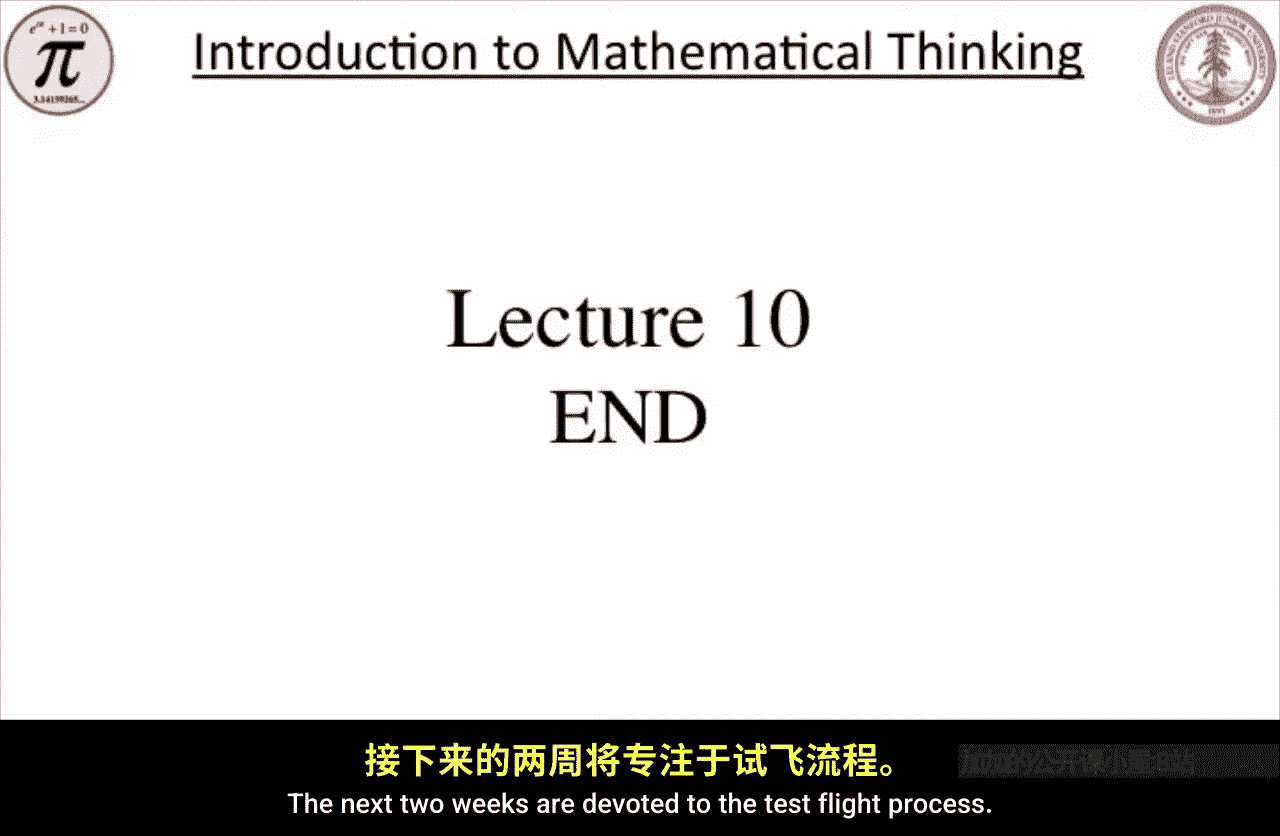 e^iπ + 1 = 0
π
3.14159265...
Introduction to Mathematical Thinking
Lecture 10
END
接下来的两周将专注于试飞流程。
The next two weeks are devoted to the test flight process.